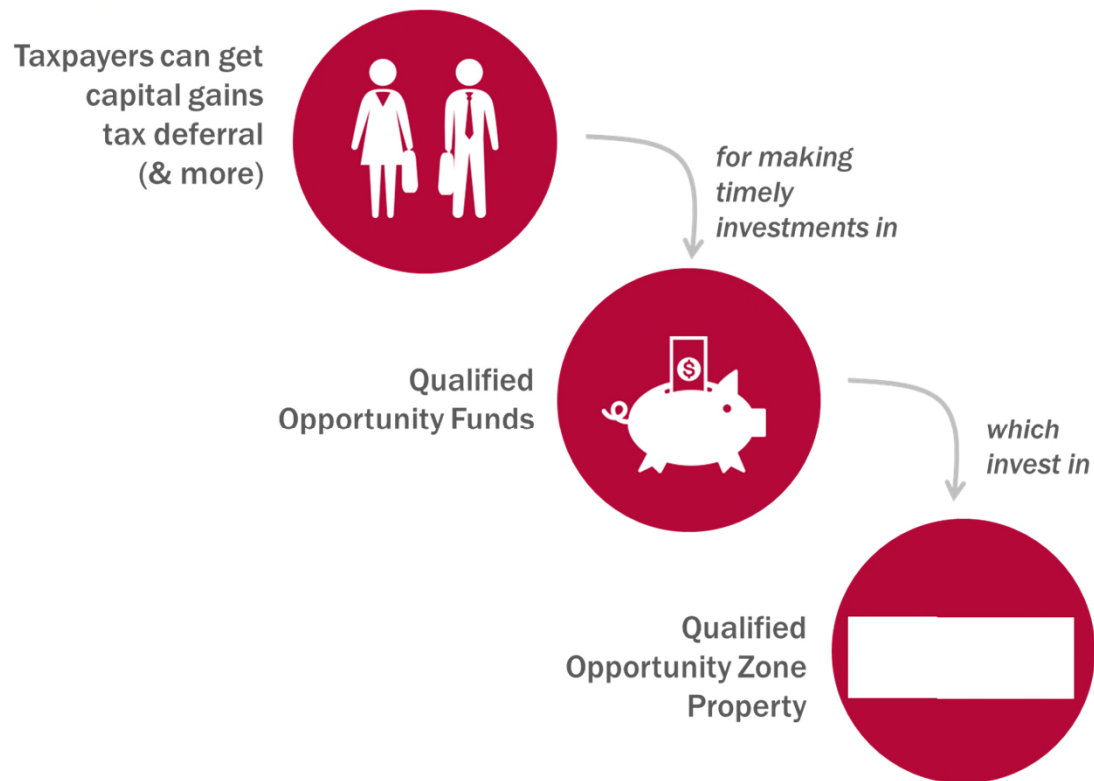 Taxpayers can get
capital gains
tax deferral
(& more)
for making
timely
investments in
$
Qualified
Opportunity Funds
which
invest in
Qualified
Opportunity Zone
Property